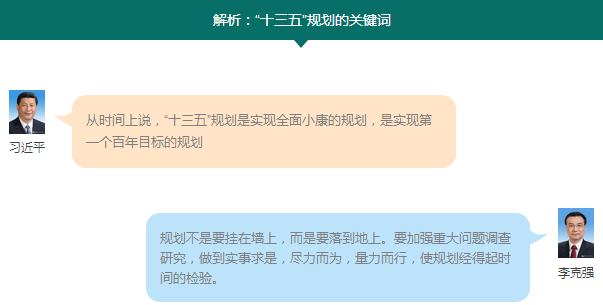 解析：“十三五”规划的关键词
从时间上说，“十三五”规划是实现全面小康的规划，是实现第
一个百年目标的规划
习近平
规划不是要挂在墙上，而是要落到地上。要加强重大问题调查
研究，做到实事求是，尽力而为，量力而行，使规划经得起时
间的检验。
李克强